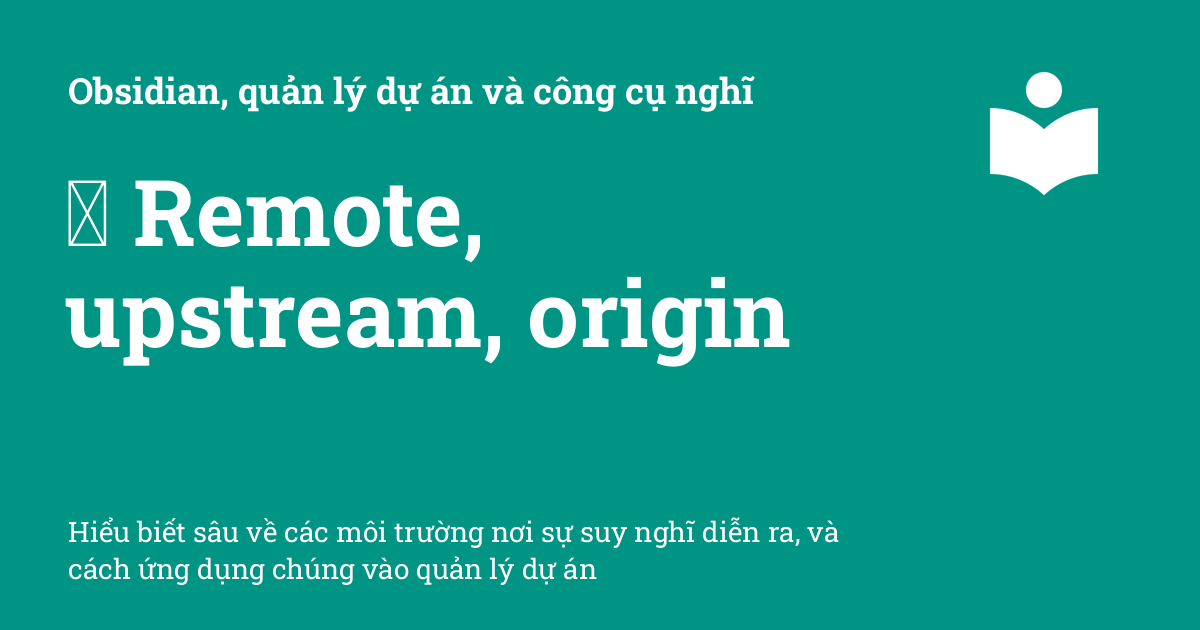 Obsidian, quản lý dự án và công cụ nghĩ
Remote,
upstream, origin
Hiểu biết sâu về các môi trường nơi sự suy nghĩ diễn ra, và
cách ứng dụng chúng vào quản lý dự án